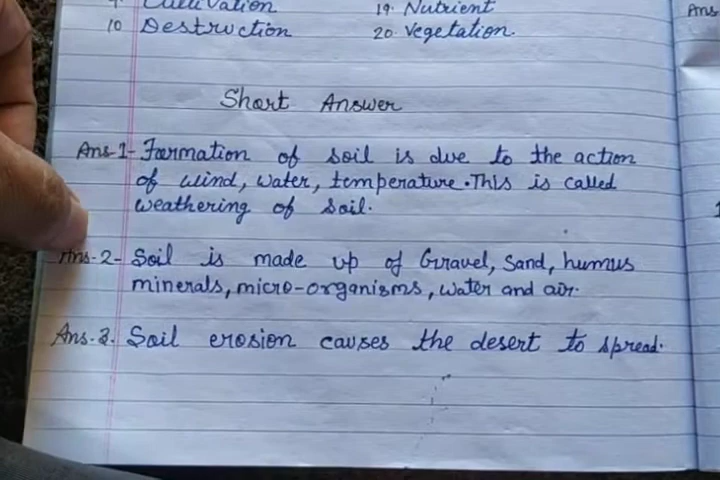 9. Cultivation
19. Nutrient
10 Destruction
20. Vegetation.
Ans
Short Answer
Ans 1- Formation of soil is due to the action
of wind, water, temperature. This is called
weathering of soil.
Ans-2- Soil is made up of Gravel, Sand, humus
minerals, micro-organisms, water and air.
Ans.3. Soil erosion causes the desert to spread.